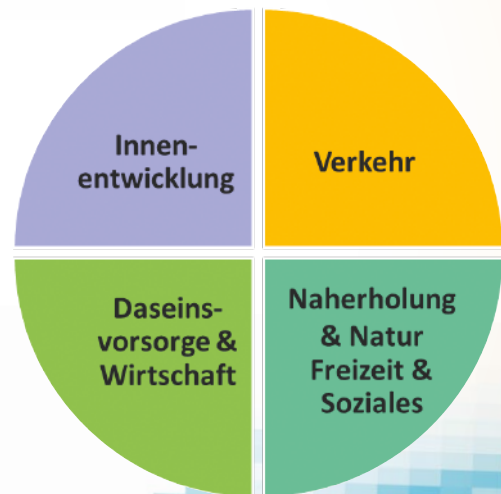 Innen-
entwicklung
Verkehr
Daseins-
vorsorge &
Wirtschaft
Naherholung
& Natur
Freizeit &
Soziales